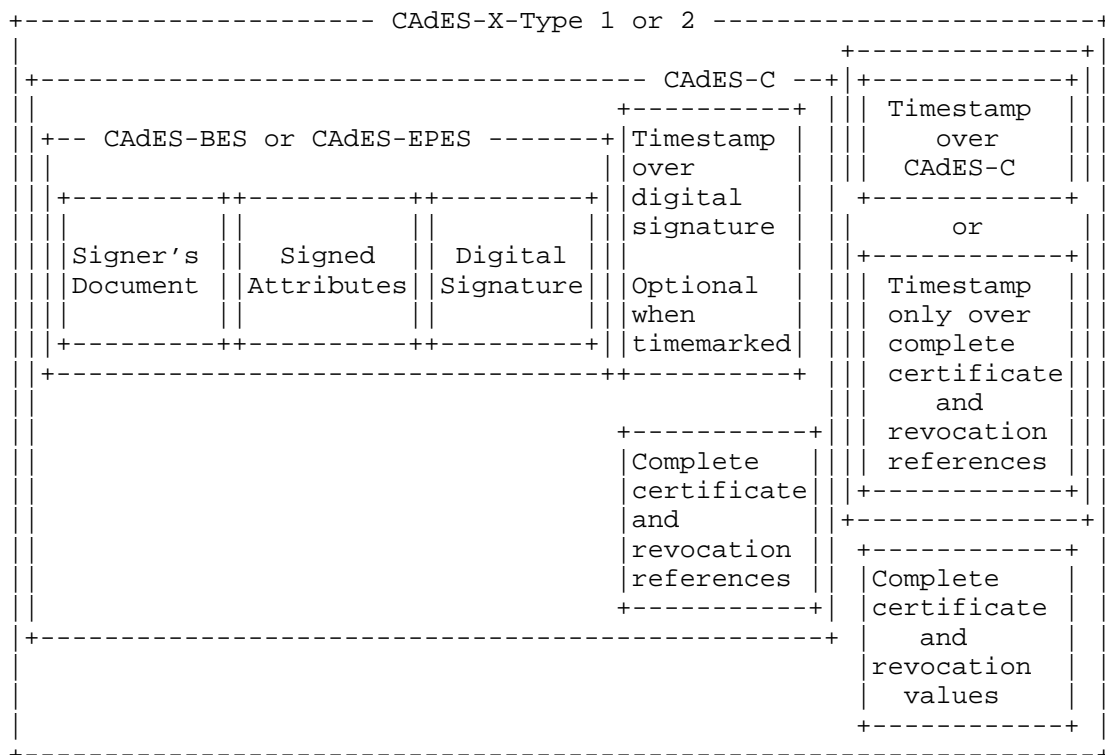 CAdES-X-Type 1 or 2
CAdES-C
CAdES-BES or CAdES-EPES
Signer's
Document
Signed
Attributes
Digital
Signature
Timestamp
over
digital
signature
Optional
when
timemarked
Complete
certificate
and
revocation
references
Timestamp
over
CAdES-C
or
Timestamp
only over
complete
certificate
and
revocation
references
Complete
certificate
and
revocation
values